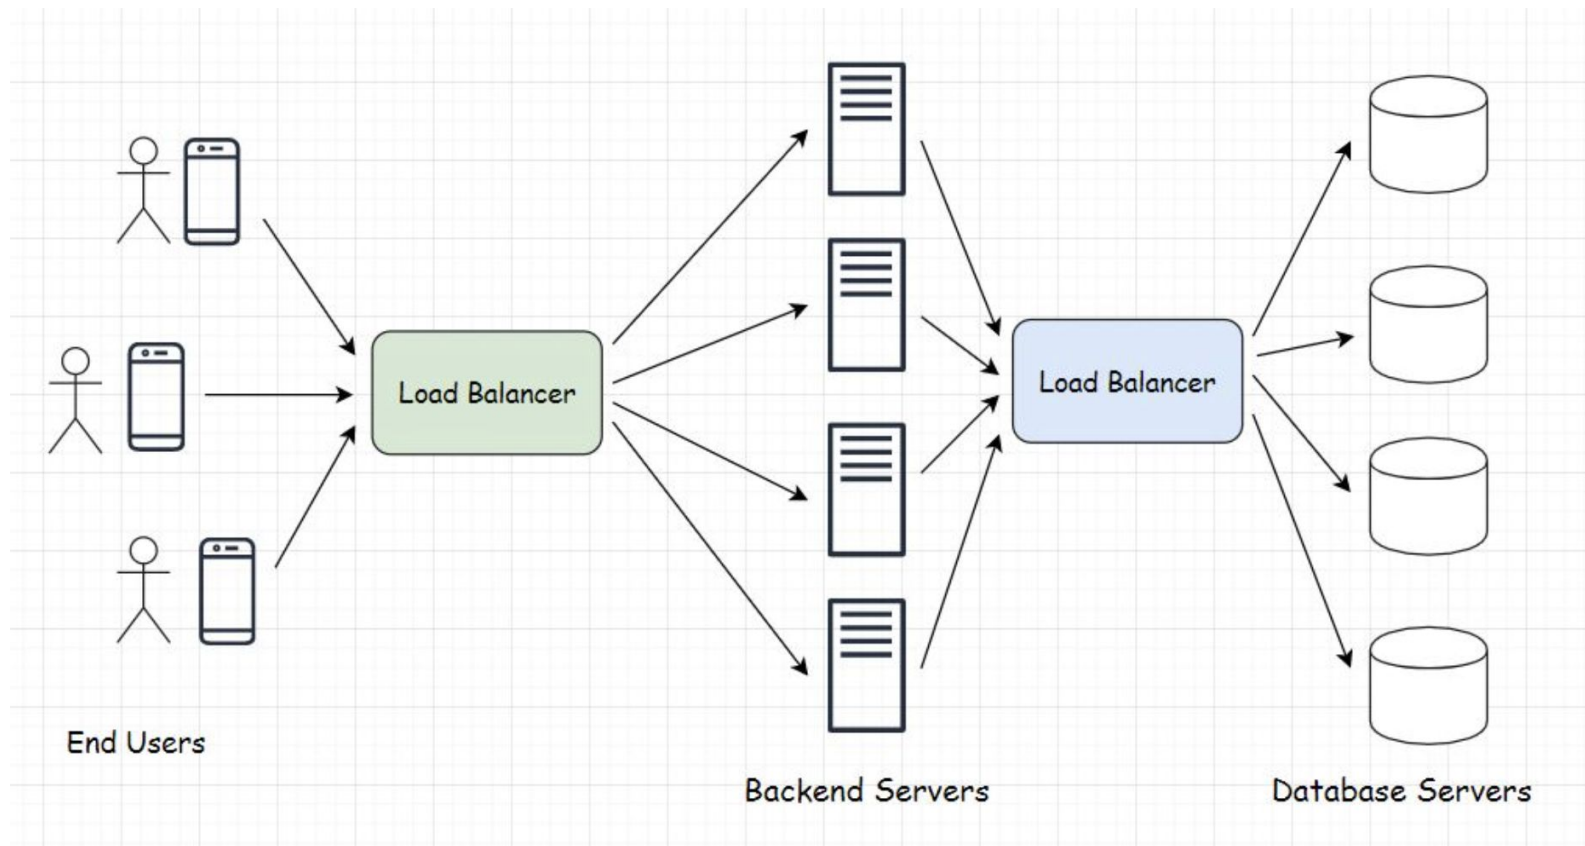 Load Balancer
Load Balancer
End Users
Backend Servers
Database Servers